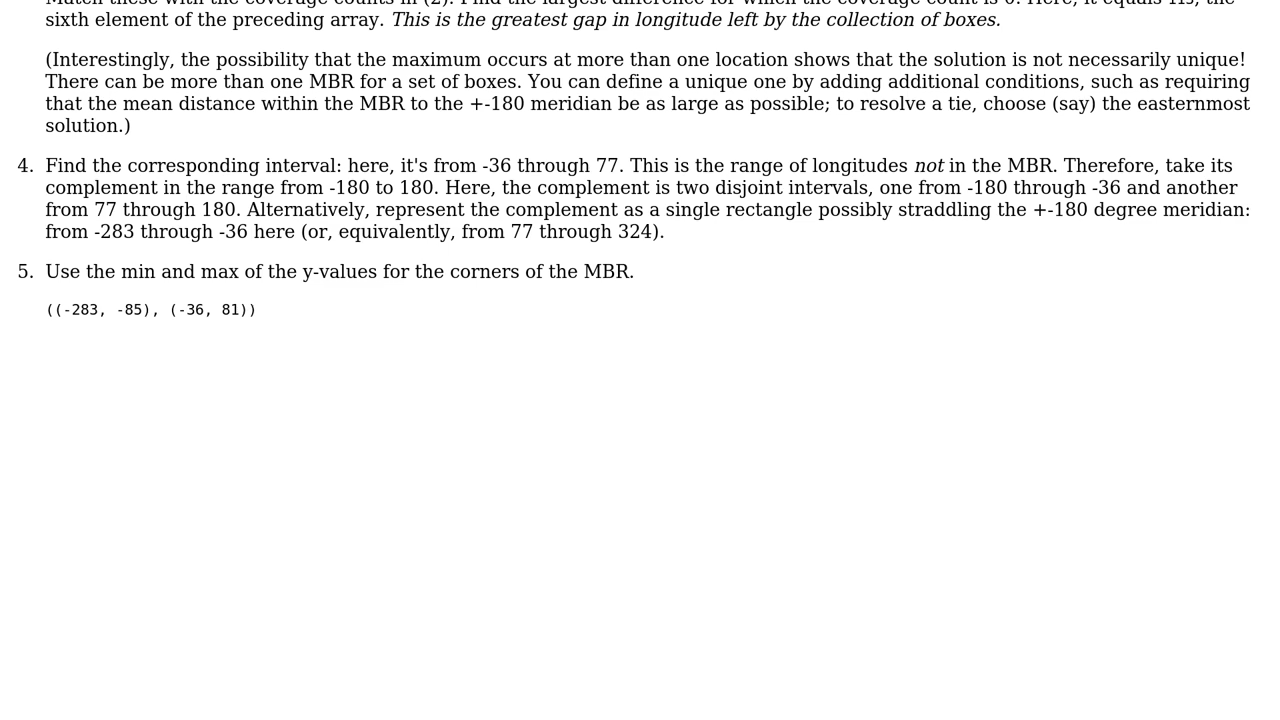 sixth element of the preceding array. This is the greatest gap in longitude left by the collection of boxes.
(Interestingly, the possibility that the maximum occurs at more than one location shows that the solution is not necessarily unique!
There can be more than one MBR for a set of boxes. You can define a unique one by adding additional conditions, such as requiring
that the mean distance within the MBR to the +-180 meridian be as large as possible; to resolve a tie, choose (say) the easternmost
solution.)
4. Find the corresponding interval: here, it's from -36 through 77. This is the range of longitudes not in the MBR. Therefore, take its
complement in the range from -180 to 180. Here, the complement is two disjoint intervals, one from -180 through -36 and another
from 77 through 180. Alternatively, represent the complement as a single rectangle possibly straddling the +-180 degree meridian:
from -283 through -36 here (or, equivalently, from 77 through 324).
5. Use the min and max of the y-values for the corners of the MBR.
((-283, -85), (-36, 81))